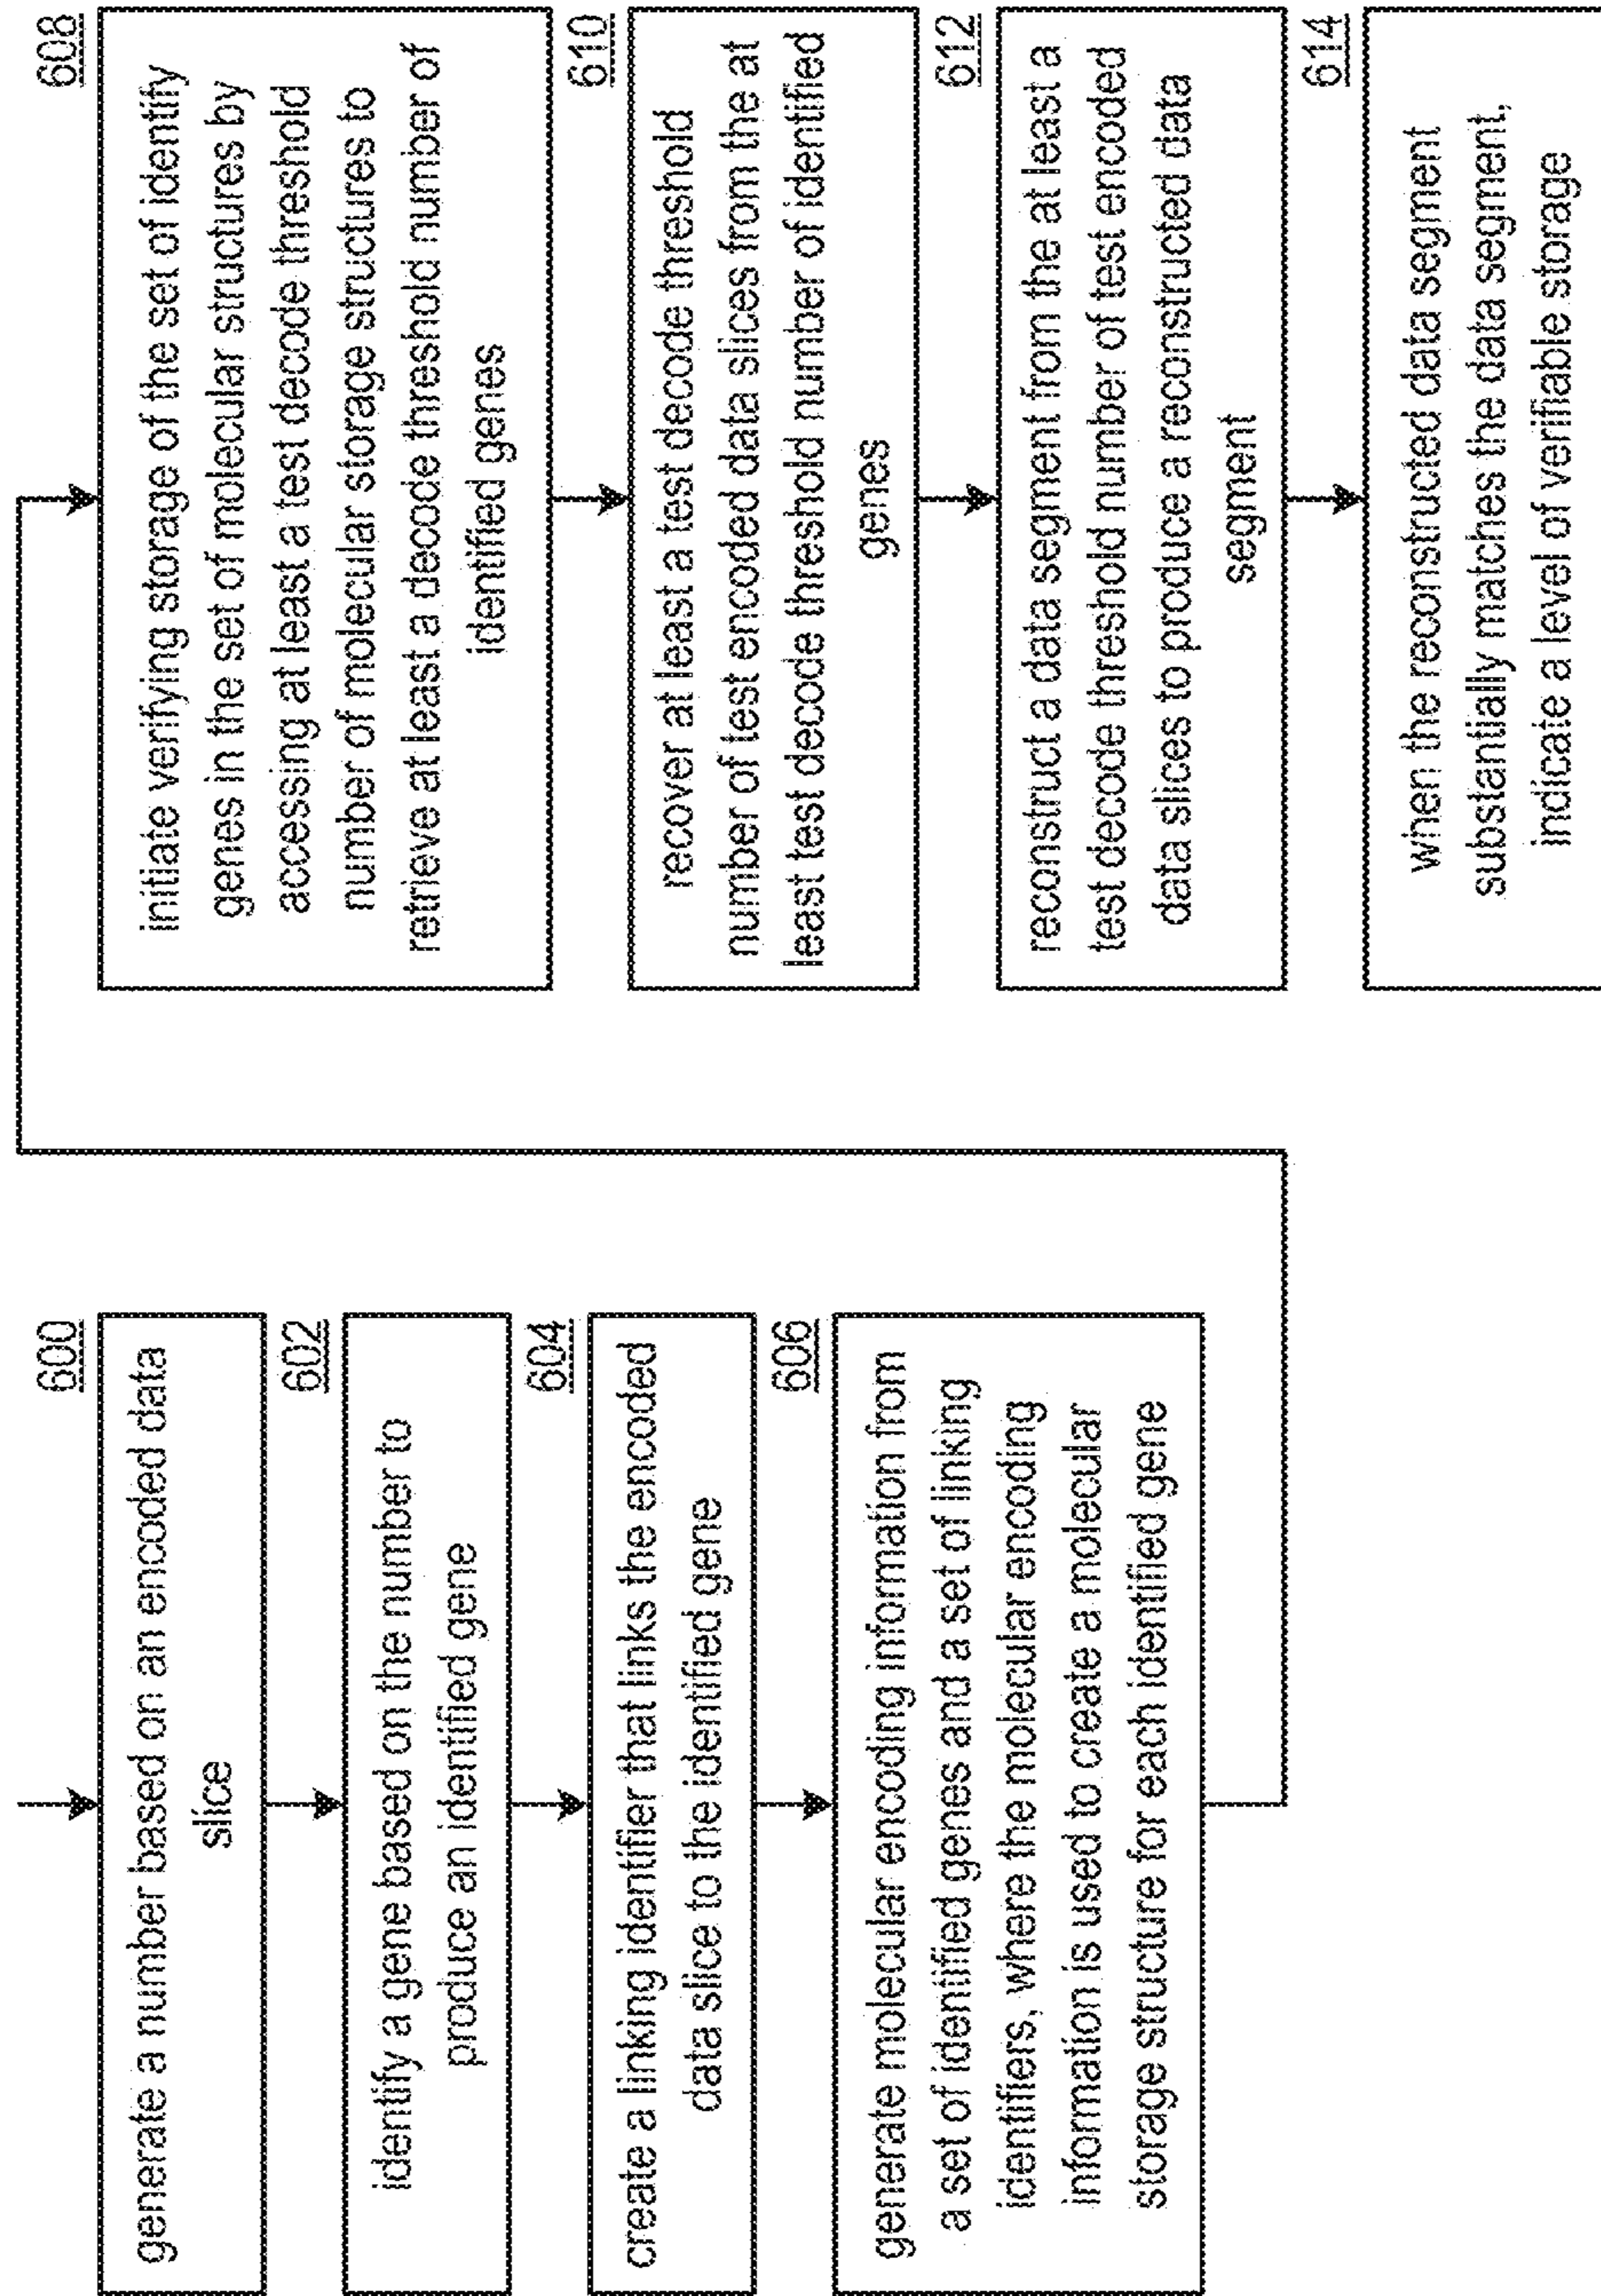 600
generate a number based on an encoded data
slice
602
identify a gene based on the number to
produce an identified gene
604
create a linking identifier that links the encoded
data slice to the identified gene
606
generate molecular encoding information from
a set of identified genes and a set of linking
identifiers, where the molecular encoding
information is used to create a molecular
storage structure for each identified gene
608
initiate verifying storage of the set of identify
genes in the set of molecular structures by
accessing at least a test decode threshold
number of molecular storage structures to
retrieve at least a decode threshold number of
identified genes
610
recover at least a test decode threshold
number of test encoded data slices from the at
least test decode threshold number of identified
genes
612
reconstruct a data segment from the at least a
test decode threshold number of test encoded
data slices to produce a reconstructed data
segment
614
when the reconstructed data segment
substantially matches the data segment,
indicate a level of verifiable storage